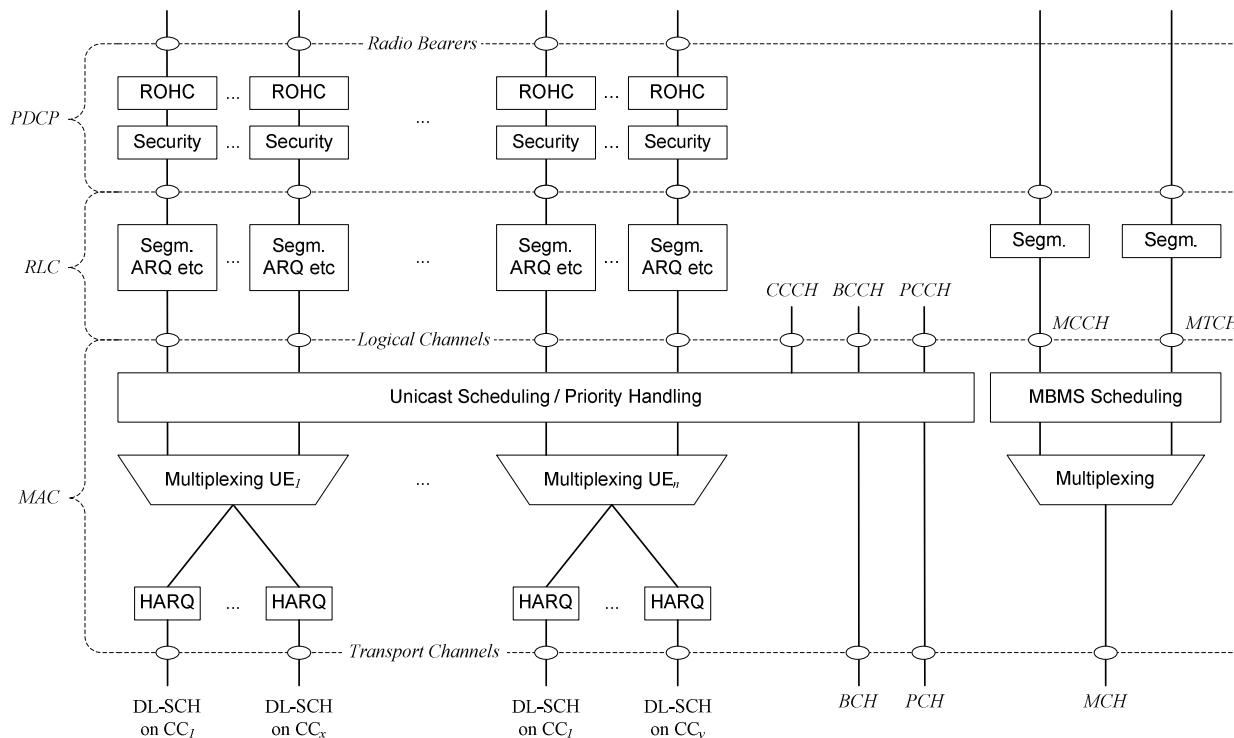 Radio Bearers
ROHC ... ROHC ROHC ... ROHC
PDCP ...
Security ... Security Security ... Security
Segm. Segm.
Segm. ARQ etc ... Segm. ARQ etc ... Segm. ARQ etc ... Segm. ARQ etc
RLC
CCCH BCCH PCCH
MCCH MTCH
Logical Channels
Unicast Scheduling / Priority Handling MBMS Scheduling
Multiplexing UE1 ... Multiplexing UEn Multiplexing
MAC
HARQ ... HARQ HARQ ... HARQ
Transport Channels
DL-SCH on CC1 DL-SCH on CCx DL-SCH on CC1 DL-SCH on CCy BCH PCH MCH